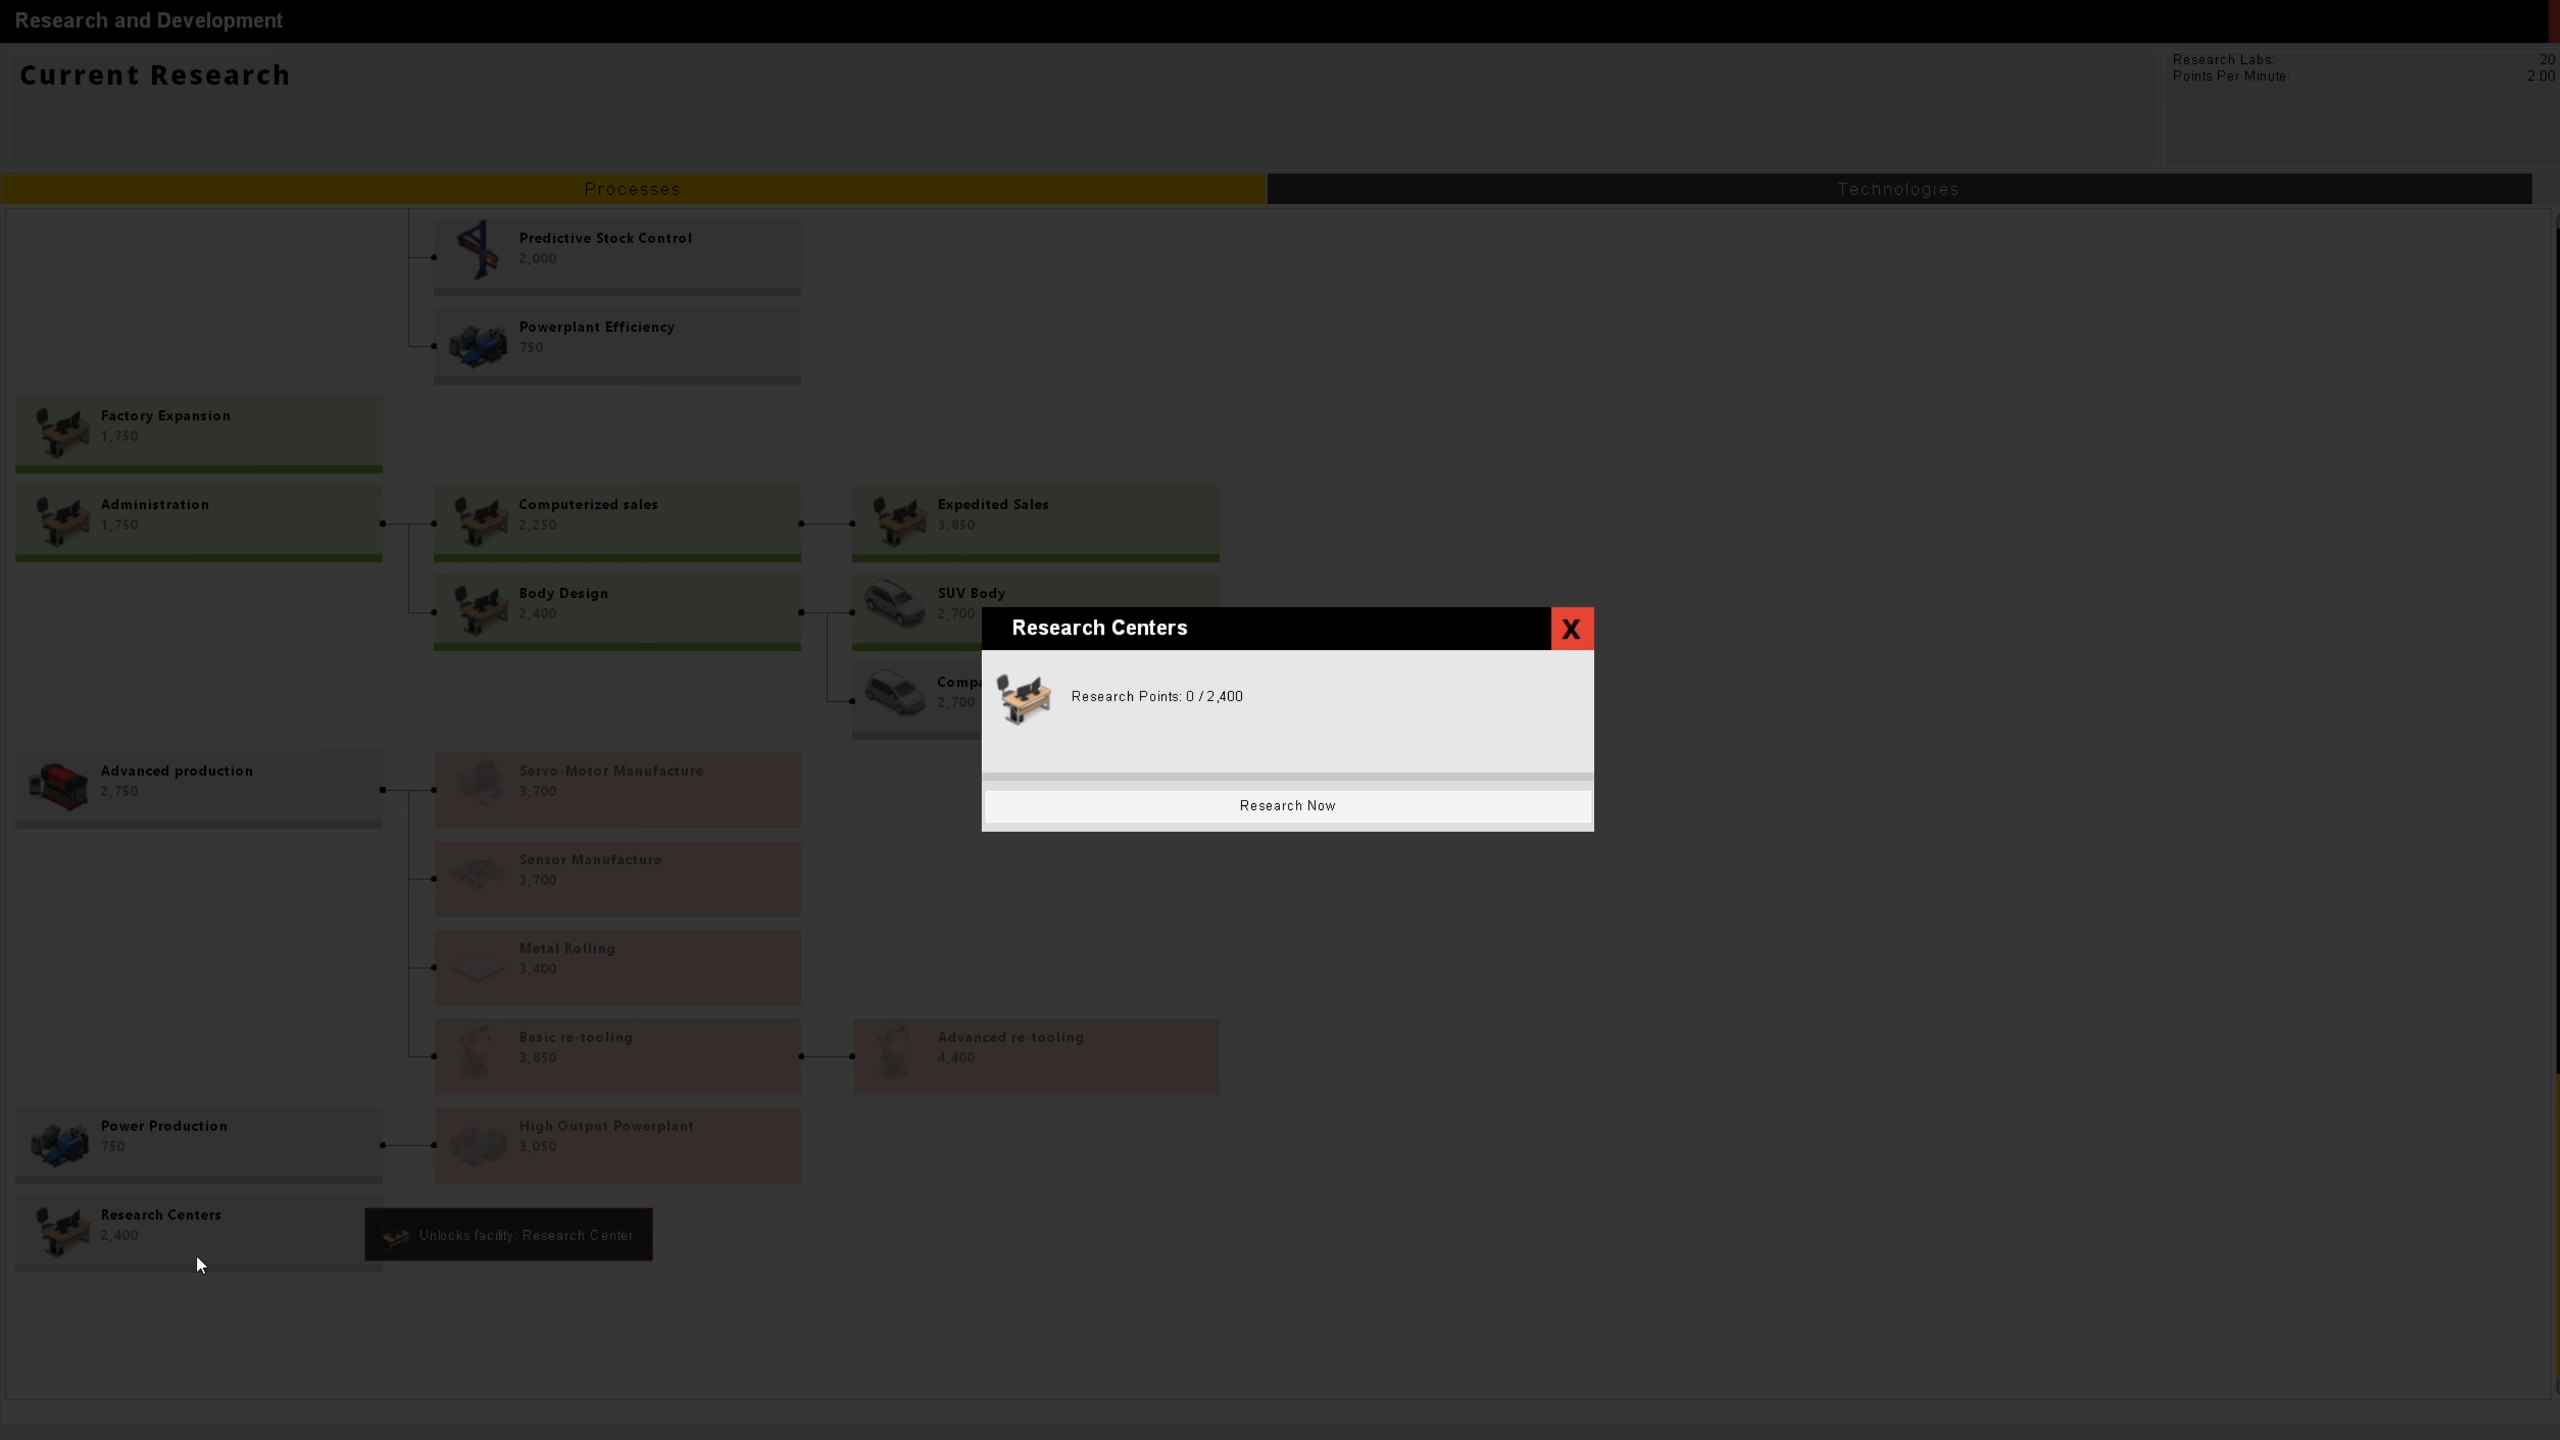 Research and Development
Current Research
Research Labs: 20
Points Per Minute: 2.00
Processes
Technologies
Predictive Stock Control
2,000
Powerplant Efficiency
750
Factory Expansion
1,750
Administration
1,750
Computerized sales
2,250
Expedited Sales
3,850
Body Design
2,400
SUV Body
2,700
Compa
2,700
Research Centers
X
Research Points: 0 / 2,400
Research Now
Advanced production
2,750
Servo-Motor Manufacture
3,700
Sensor Manufacture
3,700
Metal Rolling
3,400
Basic re-tooling
3,850
Advanced re-tooling
4,400
Power Production
750
High Output Powerplant
3,050
Research Centers
2,400
Unlocks facility: Research Center